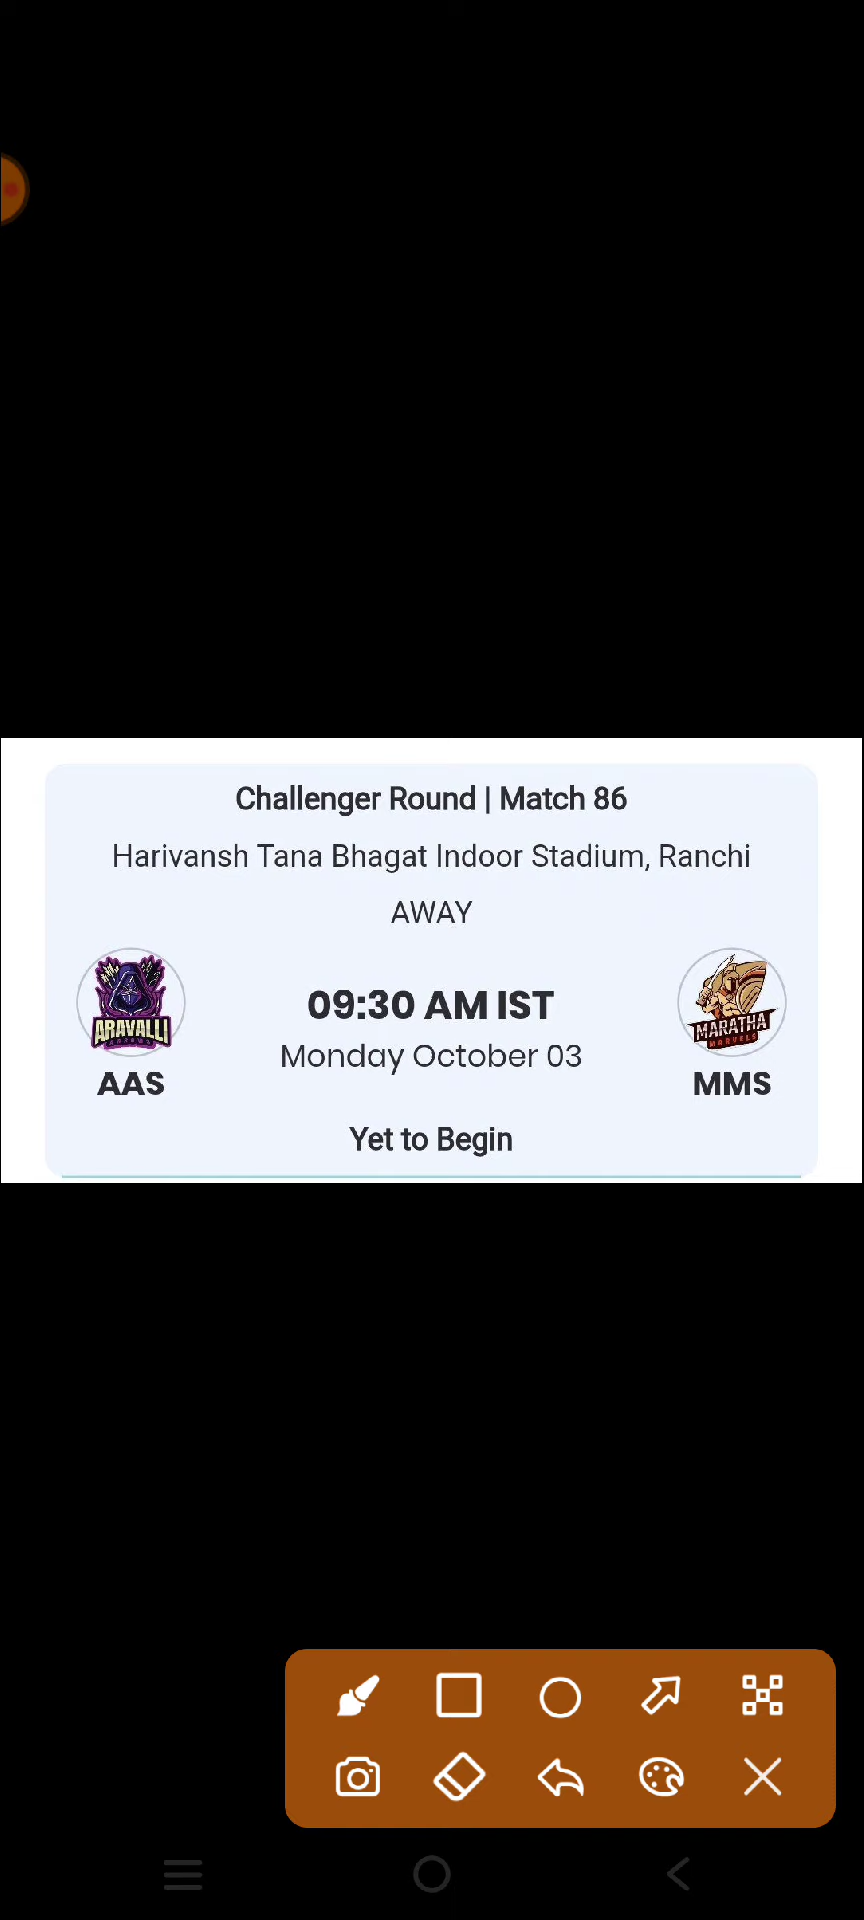 Challenger Round | Match 86
Harivansh Tana Bhagat Indoor Stadium, Ranchi
AWAY
ARAVALLI
09:30 AM IST
MARATHA
MARVELS
Monday October 03
AAS
MMS
Yet to Begin